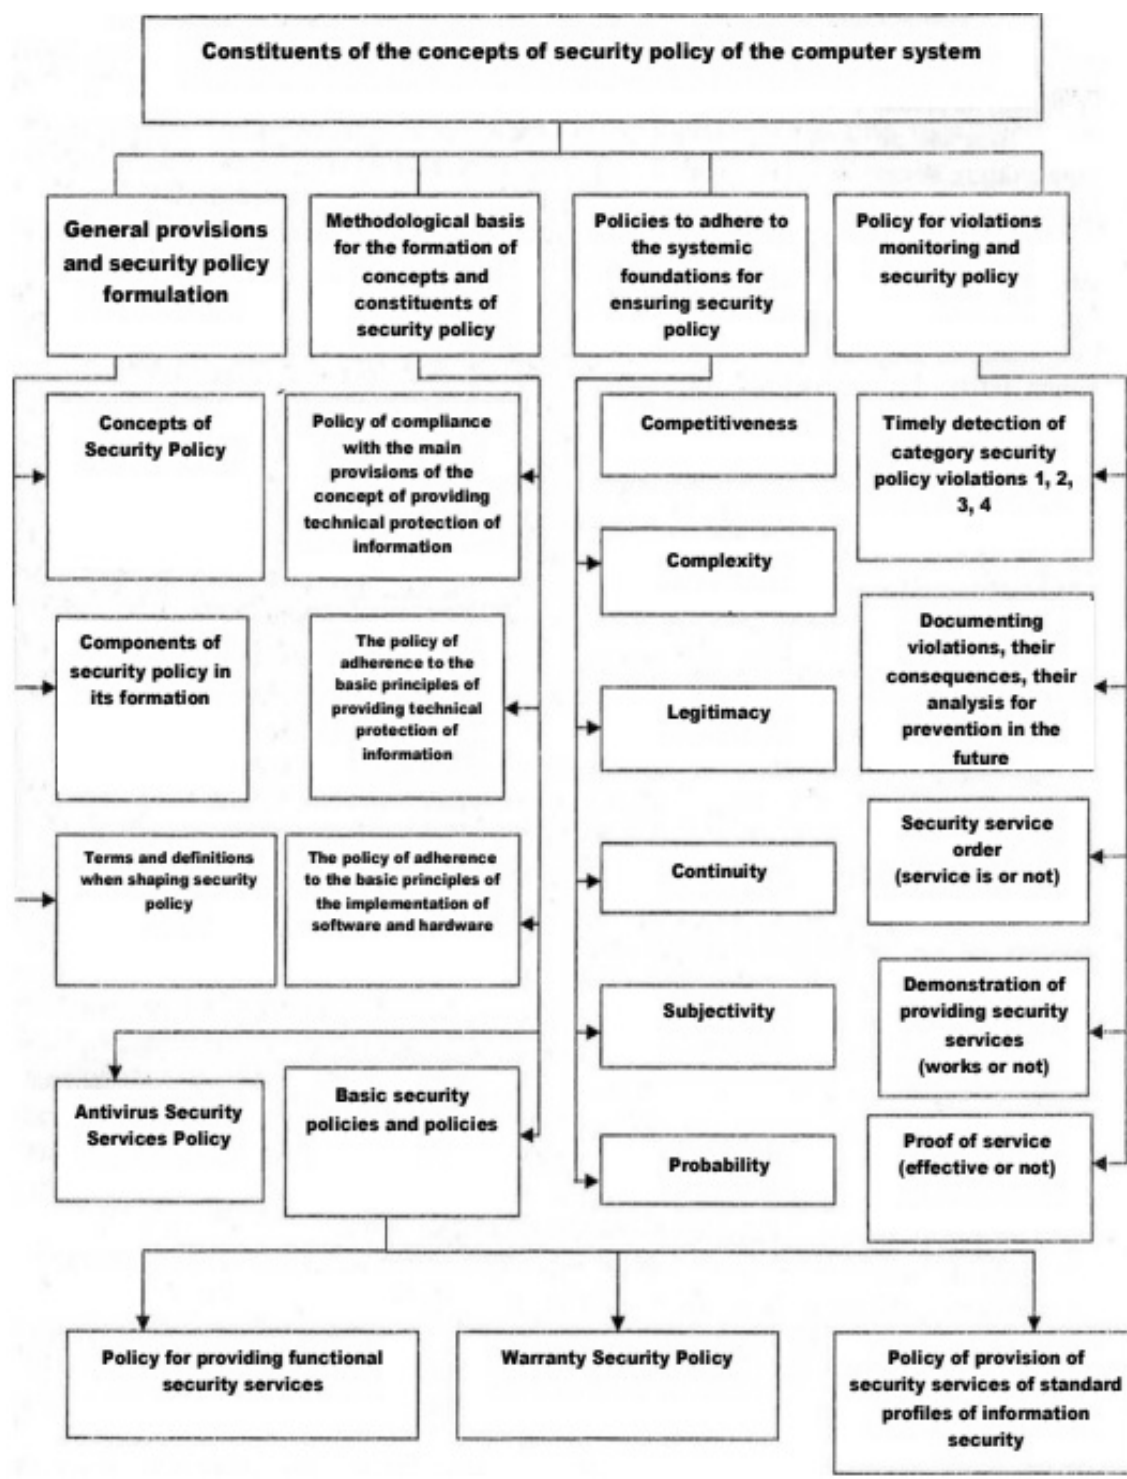 Constituents of the concepts of security policy of the computer system
General provisions
and security policy
formulation
Methodological basis
for the formation of
concepts and
constituents of
security policy
Policies to adhere to
the systemic
foundations for
ensuring security
policy
Policy for violations
monitoring and
security policy
Concepts of
Security Policy
Policy of compliance
with the main
provisions of the
concept of providing
technical protection of
information
Competitiveness
Timely detection of
category security
policy violations 1, 2,
3, 4
Complexity
Components of
security policy in
its formation
The policy of
adherence to the
basic principles of
providing technical
protection of
information
Legitimacy
Documenting
violations, their
consequences, their
analysis for
prevention in the
future
Terms and definitions
when shaping security
policy
The policy of adherence
to the basic principles of
the implementation of
software and hardware
Continuity
Security service
order
(service is or not)
Subjectivity
Demonstration of
providing security
services
(works or not)
Antivirus Security
Services Policy
Basic security
policies and policies
Probability
Proof of service
(effective or not)
Policy for providing functional
security services
Warranty Security Policy
Policy of provision of
security services of standard
profiles of information
security